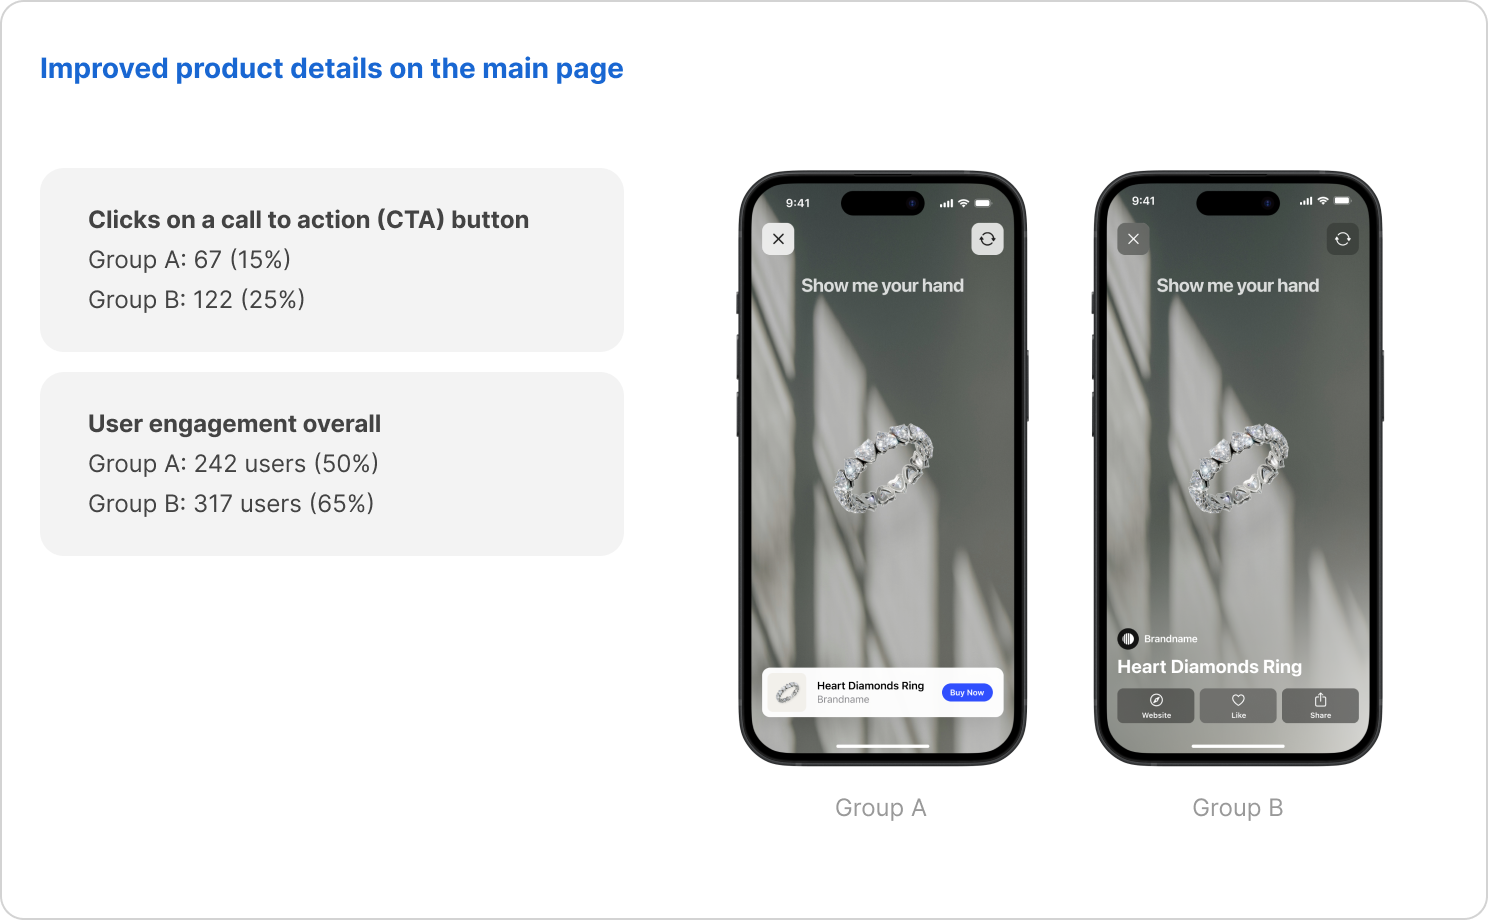 Improved product details on the main page
Clicks on a call to action (CTA) button
Group A: 67 (15%)
Group B: 122 (25%)
User engagement overall
Group A: 242 users (50%)
Group B: 317 users (65%)
9:41
Show me your hand
Heart Diamonds Ring
Brandname
Buy Now
Group A
9:41
Show me your hand
Brandname
Heart Diamonds Ring
Website
Like
Share
Group B